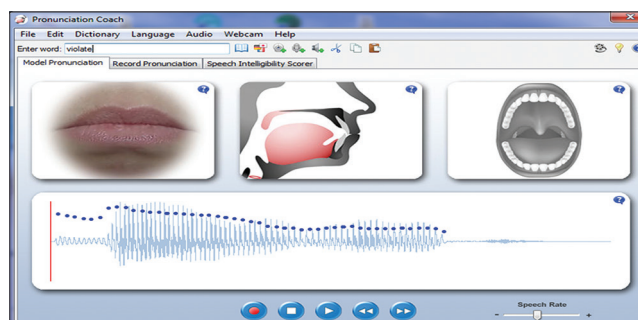 Pronunciation Coach
File Edit Dictionary Language Audio Webcam Help
Enter word: violate
Model Pronunciation Record Pronunciation Speech Intelligibility Scorer
Speech Rate
- +